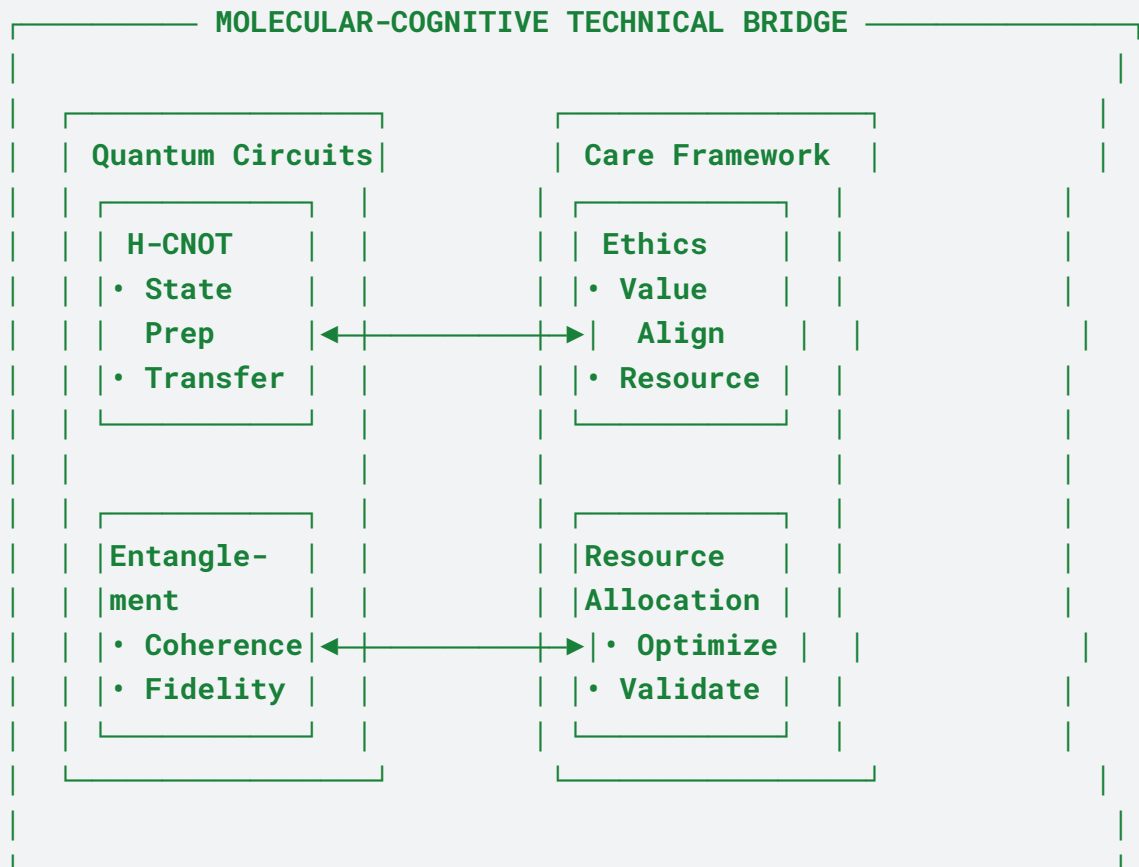 MOLECULAR-COGNITIVE TECHNICAL BRIDGE
Quantum Circuits Care Framework
H-CNOT Ethics
• State • Value
Prep Align
• Transfer • Resource
Entangle- Resource
ment Allocation
• Coherence • Optimize
• Fidelity • Validate